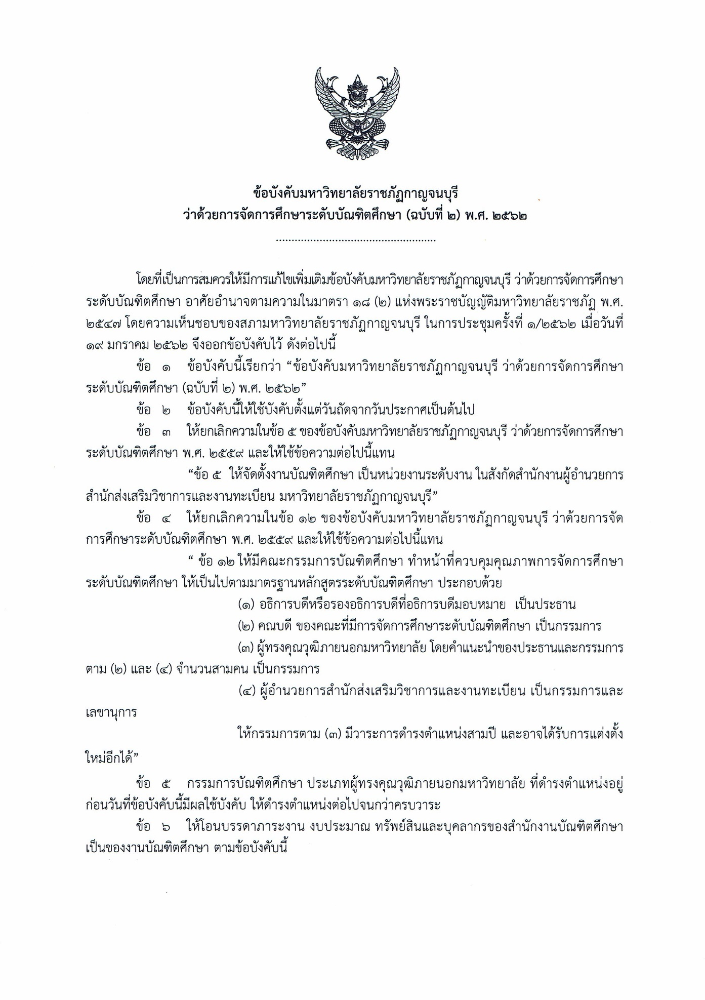 ข้อบังคับมหาวิทยาลัยราชภัฏกาญจนบุรี
ว่าด้วยการจัดการศึกษาระดับบัณฑิตศึกษา (ฉบับที่ ๒) พ.ศ. ๒๕๖๒
....................................................
โดยที่เป็นการสมควรให้มีการแก้ไขเพิ่มเติมข้อบังคับมหาวิทยาลัยราชภัฏกาญจนบุรี ว่าด้วยการจัดการศึกษา
ระดับบัณฑิตศึกษา อาศัยอำนาจตามความในมาตรา ๑๘ (๒) แห่งพระราชบัญญัติมหาวิทยาลัยราชภัฏ พ.ศ.
๒๕๔๗ โดยความเห็นชอบของสภามหาวิทยาลัยราชภัฏกาญจนบุรี ในการประชุมครั้งที่ ๑/๒๕๖๒ เมื่อวันที่
๑๙ มกราคม ๒๕๖๒ จึงออกข้อบังคับไว้ ดังต่อไปนี้
ข้อ ๑ ข้อบังคับนี้เรียกว่า “ข้อบังคับมหาวิทยาลัยราชภัฏกาญจนบุรี ว่าด้วยการจัดการศึกษา
ระดับบัณฑิตศึกษา (ฉบับที่ ๒) พ.ศ. ๒๕๖๒”
ข้อ ๒ ข้อบังคับนี้ให้ใช้บังคับตั้งแต่วันถัดจากวันประกาศเป็นต้นไป
ข้อ ๓ ให้ยกเลิกความในข้อ ๕ ของข้อบังคับมหาวิทยาลัยราชภัฏกาญจนบุรี ว่าด้วยการจัดการศึกษา
ระดับบัณฑิตศึกษา พ.ศ. ๒๕๕๙ และให้ใช้ข้อความต่อไปนี้แทน
“ข้อ ๕ ให้จัดตั้งงานบัณฑิตศึกษา เป็นหน่วยงานระดับงาน ในสังกัดสำนักงานผู้อำนวยการ
สำนักส่งเสริมวิชาการและงานทะเบียน มหาวิทยาลัยราชภัฏกาญจนบุรี”
ข้อ ๔ ให้ยกเลิกความในข้อ ๑๒ ของข้อบังคับมหาวิทยาลัยราชภัฏกาญจนบุรี ว่าด้วยการจัด
การศึกษาระดับบัณฑิตศึกษา พ.ศ. ๒๕๕๙ และให้ใช้ข้อความต่อไปนี้แทน
“ ข้อ ๑๒ ให้มีคณะกรรมการบัณฑิตศึกษา ทำหน้าที่ควบคุมคุณภาพการจัดการศึกษา
ระดับบัณฑิตศึกษา ให้เป็นไปตามมาตรฐานหลักสูตรระดับบัณฑิตศึกษา ประกอบด้วย
(๑) อธิการบดีหรือรองอธิการบดีที่อธิการบดีมอบหมาย เป็นประธาน
(๒) คณบดี ของคณะที่มีการจัดการศึกษาระดับบัณฑิตศึกษา เป็นกรรมการ
(๓) ผู้ทรงคุณวุฒิภายนอกมหาวิทยาลัย โดยคำแนะนำของประธานและกรรมการ
ตาม (๒) และ (๔) จำนวนสามคน เป็นกรรมการ
(๔) ผู้อำนวยการสำนักส่งเสริมวิชาการและงานทะเบียน เป็นกรรมการและ
เลขานุการ
ให้กรรมการตาม (๓) มีวาระการดำรงตำแหน่งสามปี และอาจได้รับการแต่งตั้ง
ใหม่อีกได้”
ข้อ ๕ กรรมการบัณฑิตศึกษา ประเภทผู้ทรงคุณวุฒิภายนอกมหาวิทยาลัย ที่ดำรงตำแหน่งอยู่
ก่อนวันที่ข้อบังคับนี้มีผลใช้บังคับ ให้ดำรงตำแหน่งต่อไปจนกว่าครบวาระ
ข้อ ๖ ให้โอนบรรดาภาระงาน งบประมาณ ทรัพย์สินและบุคลากรของสำนักงานบัณฑิตศึกษา
เป็นของงานบัณฑิตศึกษา ตามข้อบังคับนี้